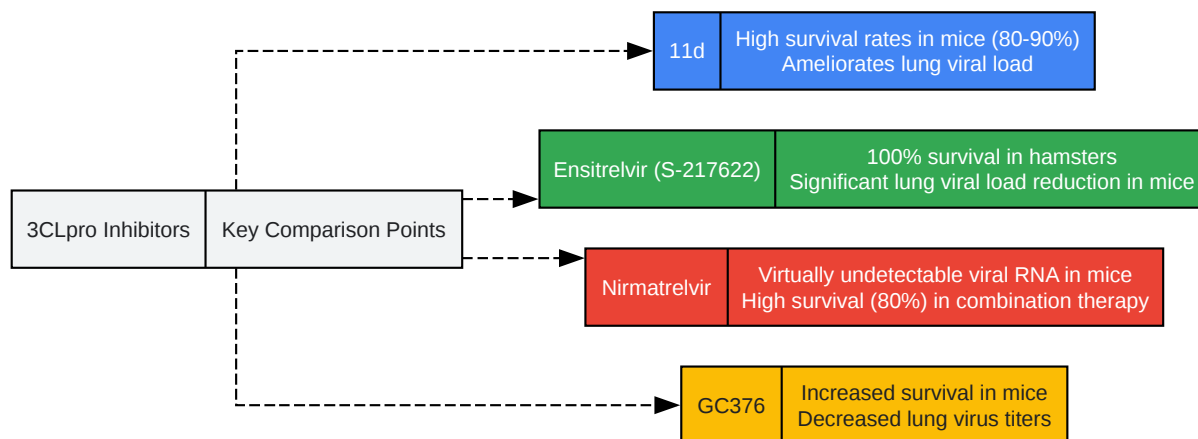 3CLpro Inhibitors
Key Comparison Points
11d
High survival rates in mice (80-90%)
Ameliorates lung viral load
Ensitrelvir (S-217622)
100% survival in hamsters
Significant lung viral load reduction in mice
Nirmatrelvir
Virtually undetectable viral RNA in mice
High survival (80%) in combination therapy
GC376
Increased survival in mice
Decreased lung virus titers